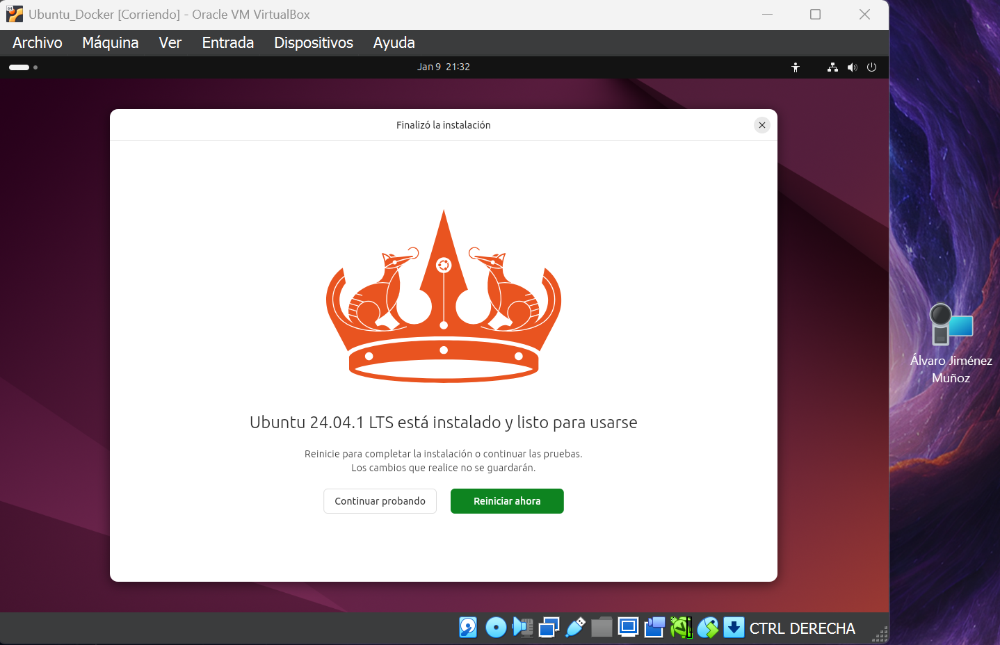 Ubuntu_Docker [Corriendo] - Oracle VM VirtualBox
Archivo Máquina Ver Entrada Dispositivos Ayuda
Jan 9 21:32
Finalizó la instalación
Ubuntu 24.04.1 LTS está instalado y listo para usarse
Reinicie para completar la instalación o continuar las pruebas.
Los cambios que realice no se guardarán.
Continuar probando Reiniciar ahora
Álvaro Jiménez
Muñoz
CTRL DERECHA